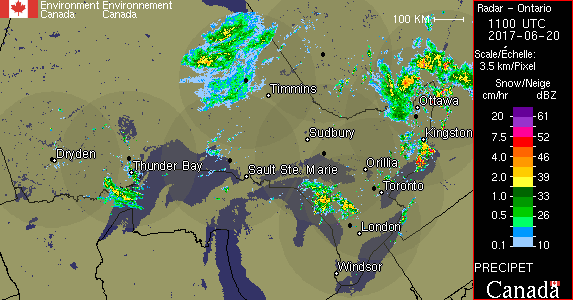 Environment Environnement
Canada Canada
100 KM
Timmins
Ottawa
Sudbury
Kingston
Dryden
Thunder Bay
Sault Ste. Marie
Orillia
Toronto
London
Windsor
Radar - Ontario
1100 UTC
2017-06-20
Scale/Échelle:
3.5 km/Pixel
Snow/Neige
cm/hr dBZ
20 61
7.5 52
4.0 46
2.0 39
1.0 33
0.5 26
0.1 10
PRECIPET
Canada